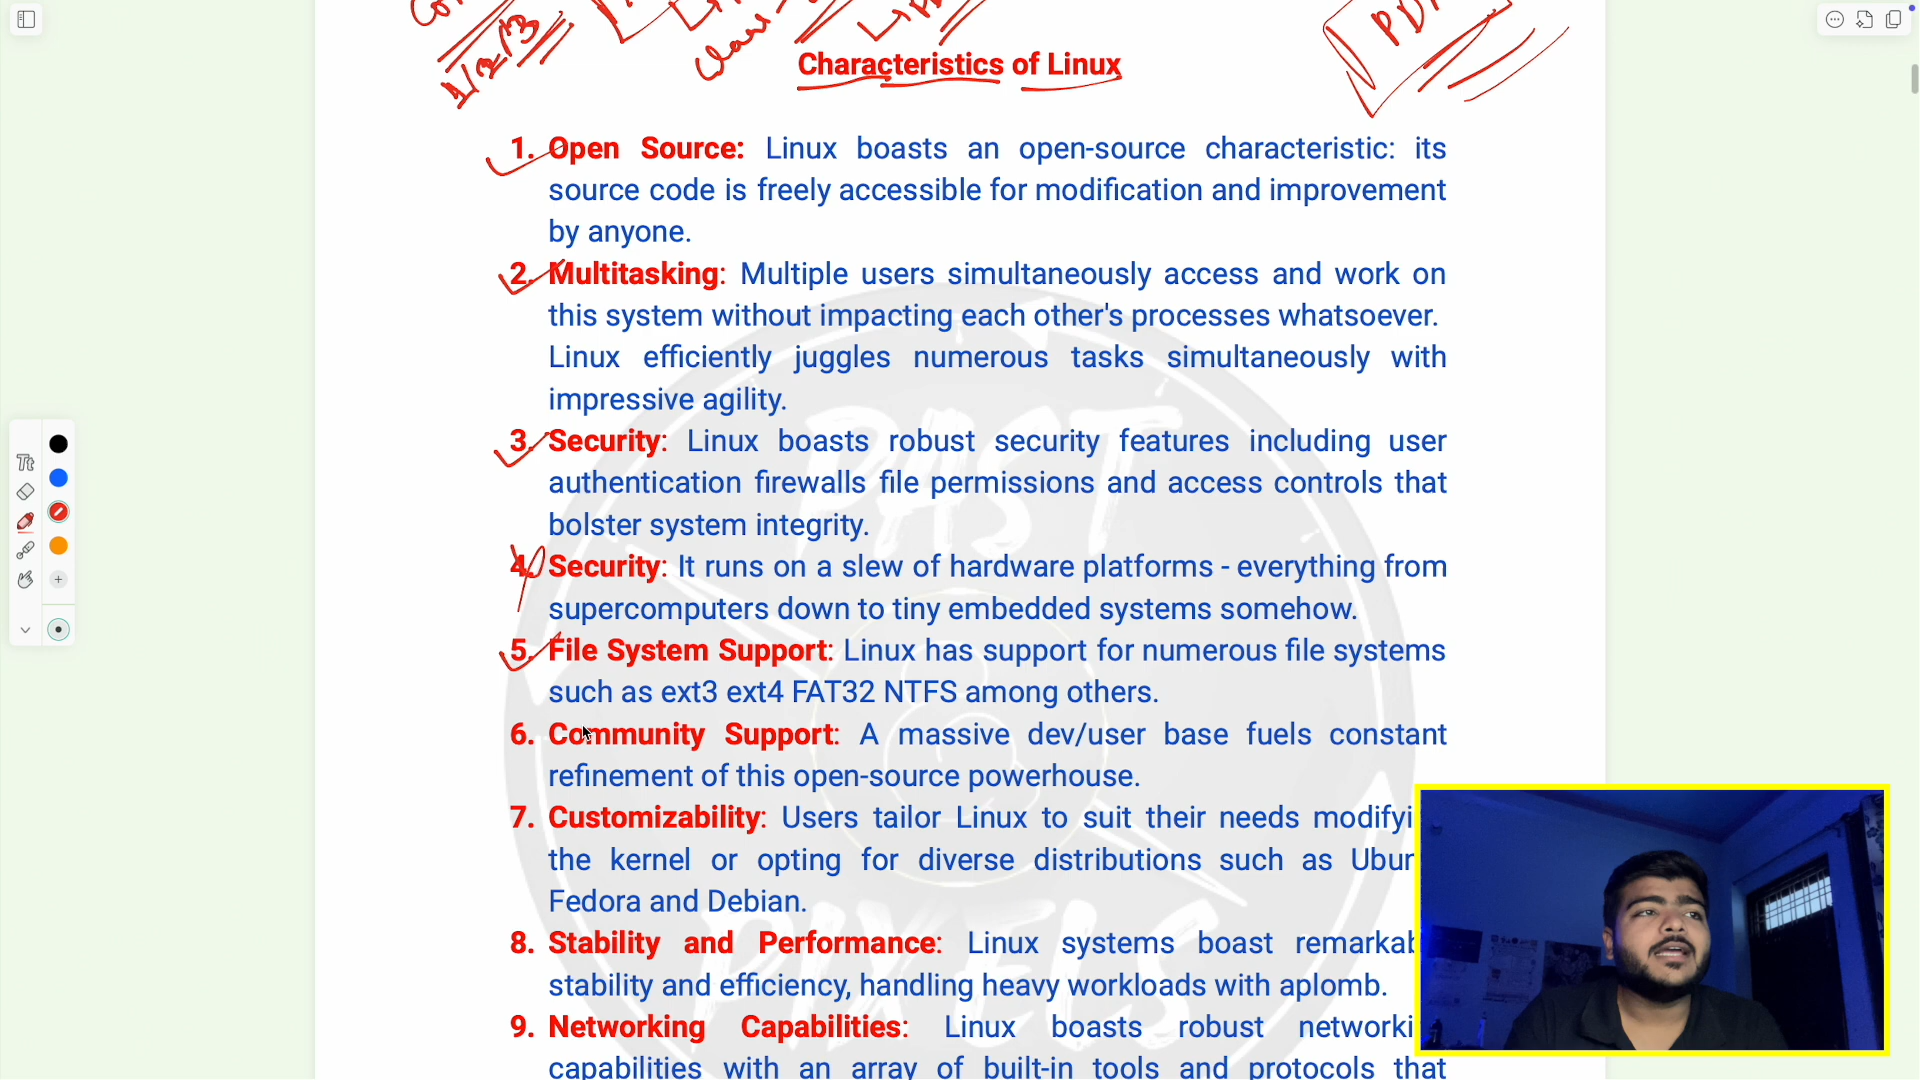 1/2/3
PDF
Characteristics of Linux
1. Open Source: Linux boasts an open-source characteristic: its
source code is freely accessible for modification and improvement
by anyone.
2. Multitasking: Multiple users simultaneously access and work on
this system without impacting each other's processes whatsoever.
Linux efficiently juggles numerous tasks simultaneously with
impressive agility.
3. Security: Linux boasts robust security features including user
authentication firewalls file permissions and access controls that
bolster system integrity.
4. Security: It runs on a slew of hardware platforms - everything from
supercomputers down to tiny embedded systems somehow.
5. File System Support: Linux has support for numerous file systems
such as ext3 ext4 FAT32 NTFS among others.
6. Community Support: A massive dev/user base fuels constant
refinement of this open-source powerhouse.
7. Customizability: Users tailor Linux to suit their needs modifyi
the kernel or opting for diverse distributions such as Ubun
Fedora and Debian.
8. Stability and Performance: Linux systems boast remarkab
stability and efficiency, handling heavy workloads with aplomb.
9. Networking Capabilities: Linux boasts robust networki
capabilities with an array of built-in tools and protocols that
PAST
PIXELS
Tt